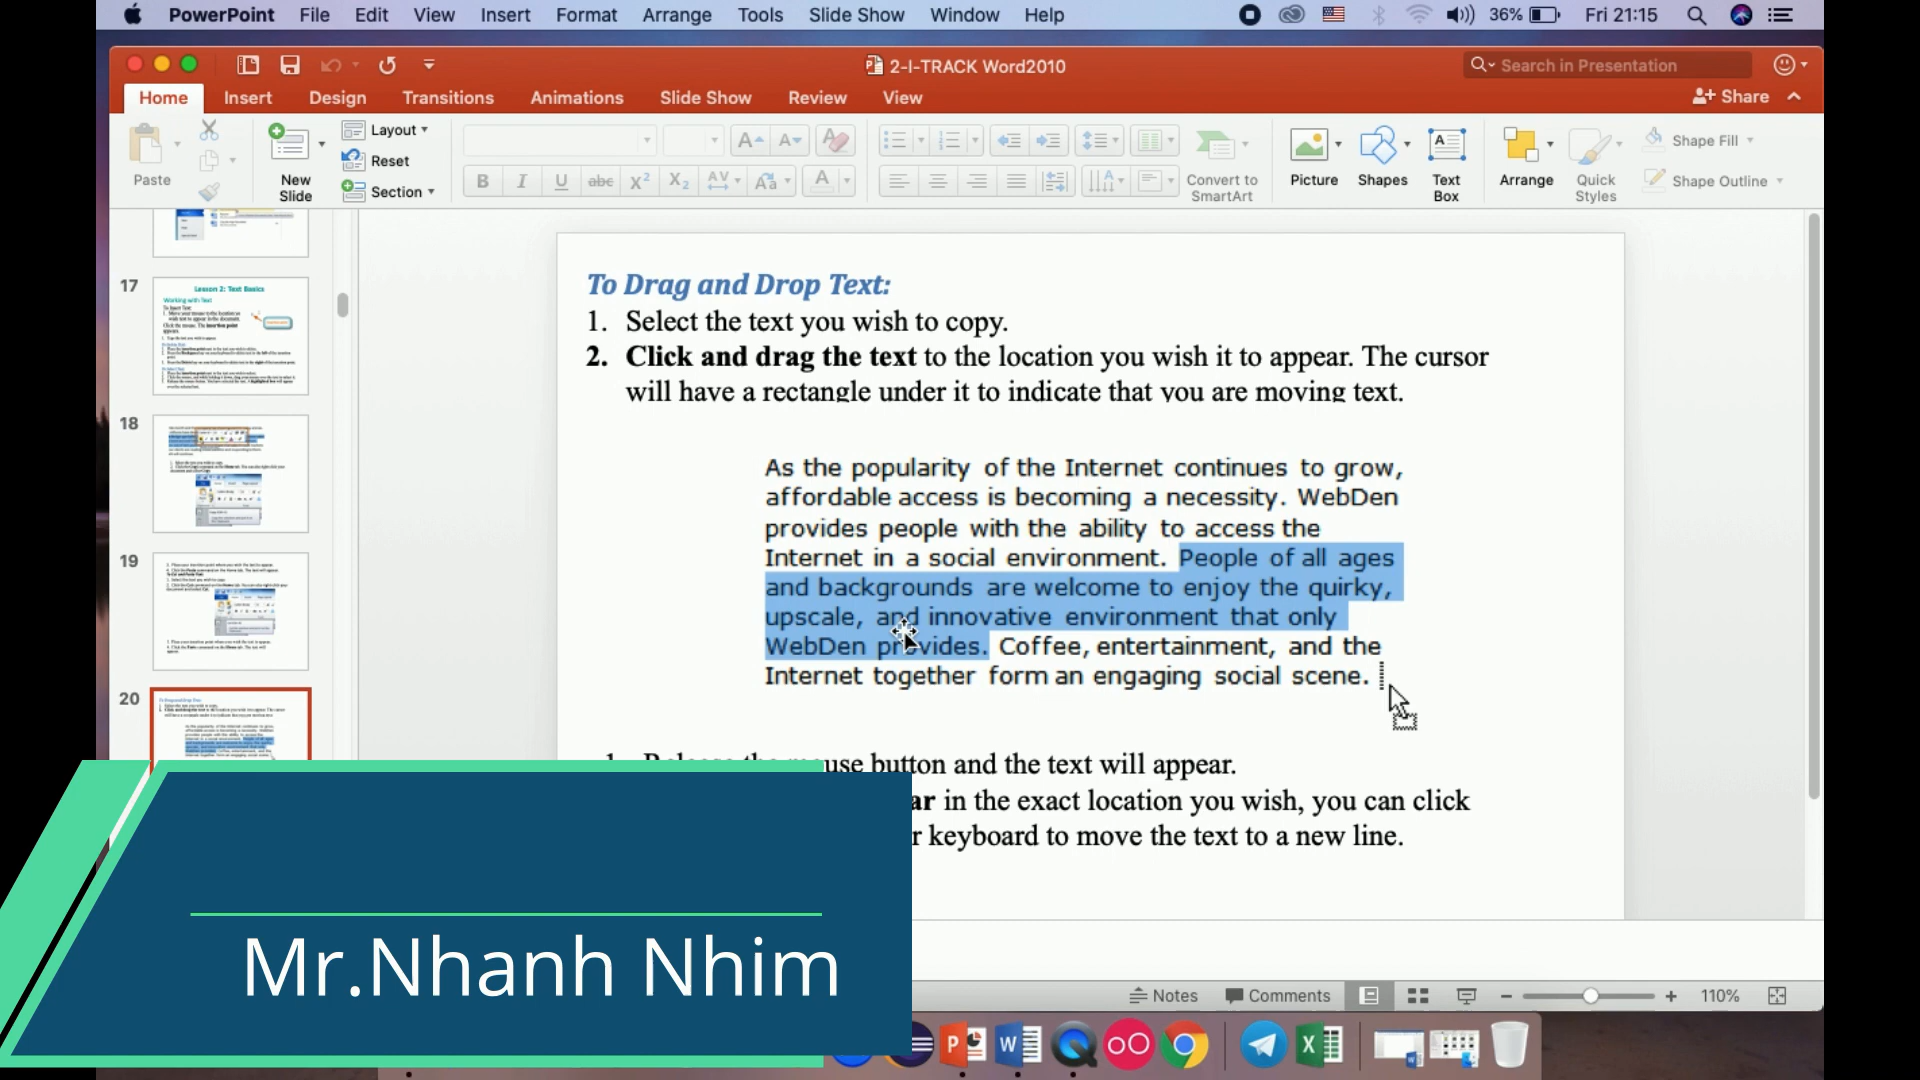 PowerPoint File Edit View Insert Format Arrange Tools Slide Show Window Help 36% Fri 21:15
2-I-TRACK Word2010
Search in Presentation
Home Insert Design Transitions Animations Slide Show Review View
Share
Paste
New
Slide
Layout
Reset
Section
Convert to
SmartArt
Picture
Shapes
Text
Box
Arrange
Quick
Styles
Shape Fill
Shape Outline
17
Lesson 2: Text Basics
18
19
20
To Drag and Drop Text:
1. Select the text you wish to copy.
2. Click and drag the text to the location you wish it to appear. The cursor
will have a rectangle under it to indicate that you are moving text.
As the popularity of the Internet continues to grow,
affordable access is becoming a necessity. WebDen
provides people with the ability to access the
Internet in a social environment. People of all ages
and backgrounds are welcome to enjoy the quirky,
upscale, and innovative environment that only
WebDen provides. Coffee, entertainment, and the
Internet together form an engaging social scene.
use button and the text will appear.
ar in the exact location you wish, you can click
r keyboard to move the text to a new line.
Mr.Nhanh Nhim
Notes Comments 110%